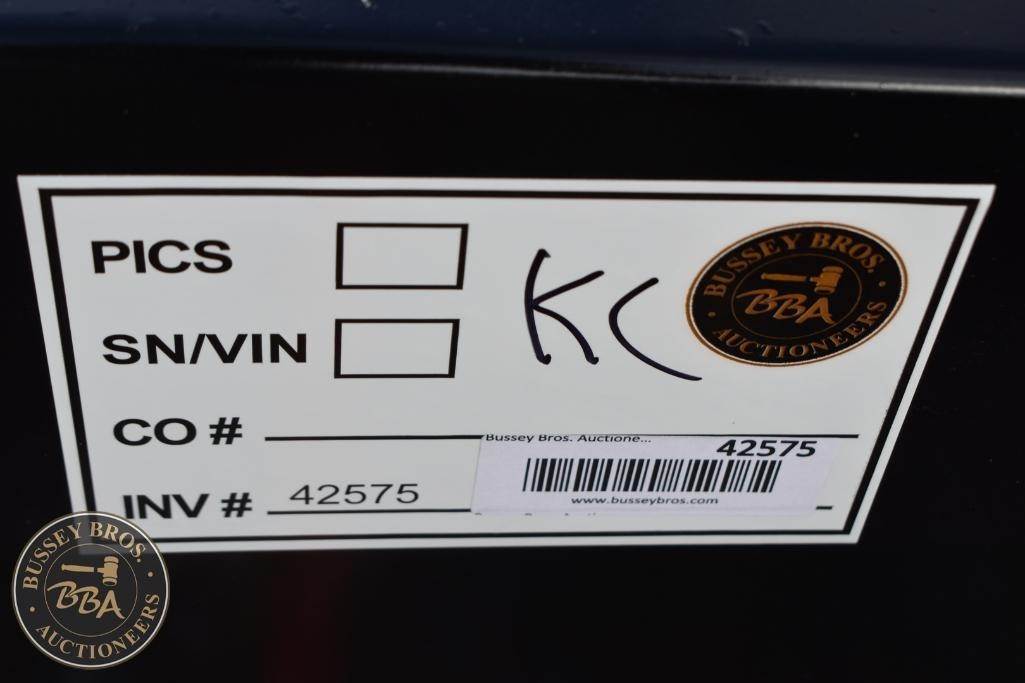 PICS
SN/VIN
KC
BUSSEY BROS.
BBA
AUCTIONEERS
CO #
Bussey Bros. Auctione...
42575
www.busseybros.com
INV # 42575
BUSSEY BROS.
BBA
AUCTIONEERS